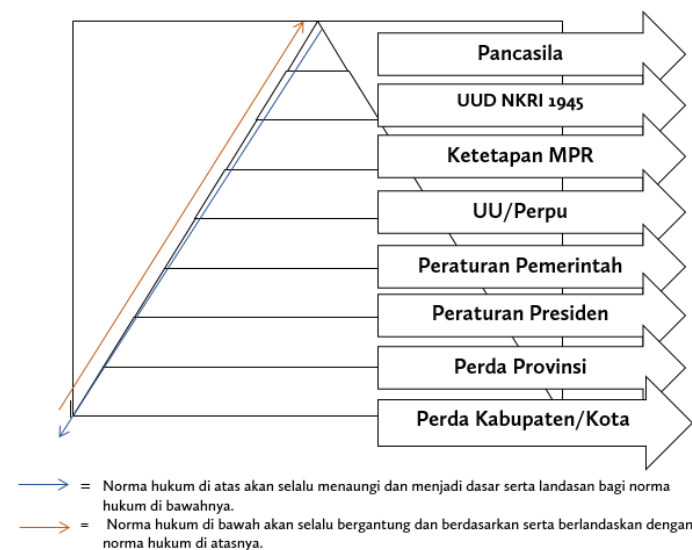 Pancasila
UUD NKRI 1945
Ketetapan MPR
UU/Perpu
Peraturan Pemerintah
Peraturan Presiden
Perda Provinsi
Perda Kabupaten/Kota
= Norma hukum di atas akan selalu menaungi dan menjadi dasar serta landasan bagi norma
hukum di bawahnya.
= Norma hukum di bawah akan selalu bergantung dan berdasarkan serta berlandaskan dengan
norma hukum di atasnya.